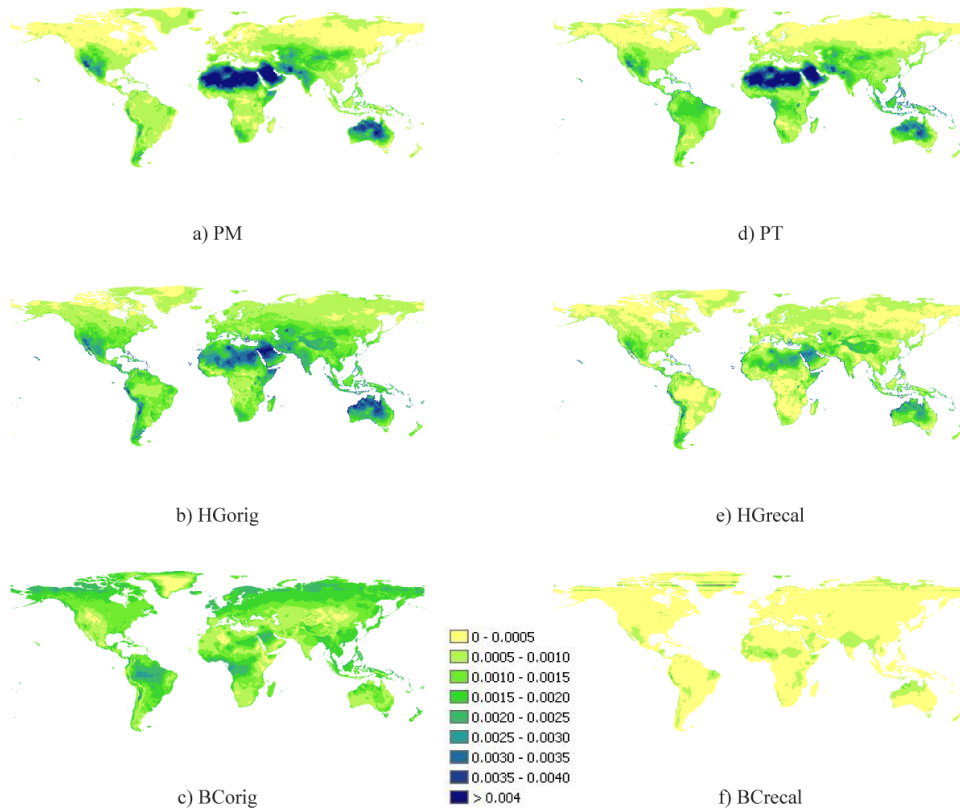 a) PM
d) PT
b) HGorig
e) HGrecal
0 - 0.0005
0.0005 - 0.0010
0.0010 - 0.0015
0.0015 - 0.0020
0.0020 - 0.0025
0.0025 - 0.0030
0.0030 - 0.0035
0.0035 - 0.0040
> 0.004
c) BCorig
f) BCrecal